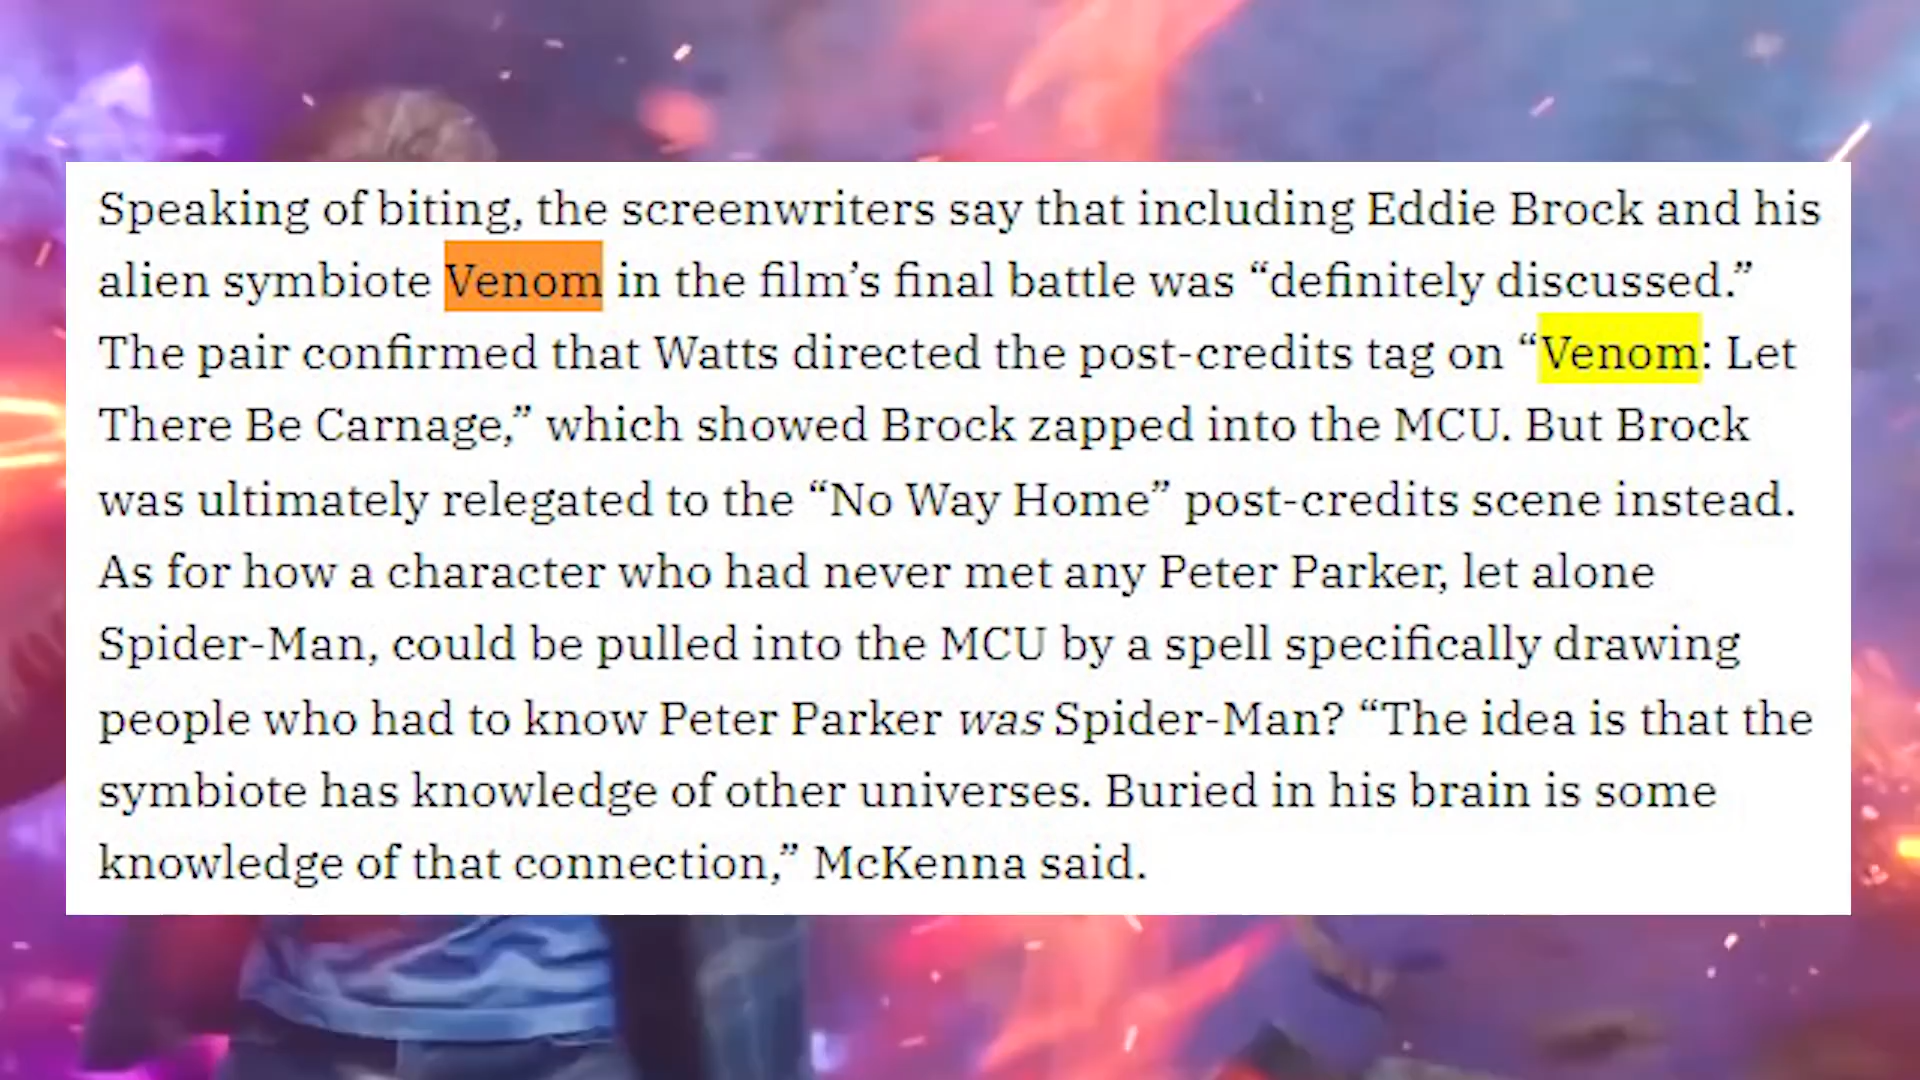 Speaking of biting, the screenwriters say that including Eddie Brock and his
alien symbiote Venom in the film’s final battle was “definitely discussed.”
The pair confirmed that Watts directed the post-credits tag on “Venom: Let
There Be Carnage,” which showed Brock zapped into the MCU. But Brock
was ultimately relegated to the “No Way Home” post-credits scene instead.
As for how a character who had never met any Peter Parker, let alone
Spider-Man, could be pulled into the MCU by a spell specifically drawing
people who had to know Peter Parker was Spider-Man? “The idea is that the
symbiote has knowledge of other universes. Buried in his brain is some
knowledge of that connection,” McKenna said.